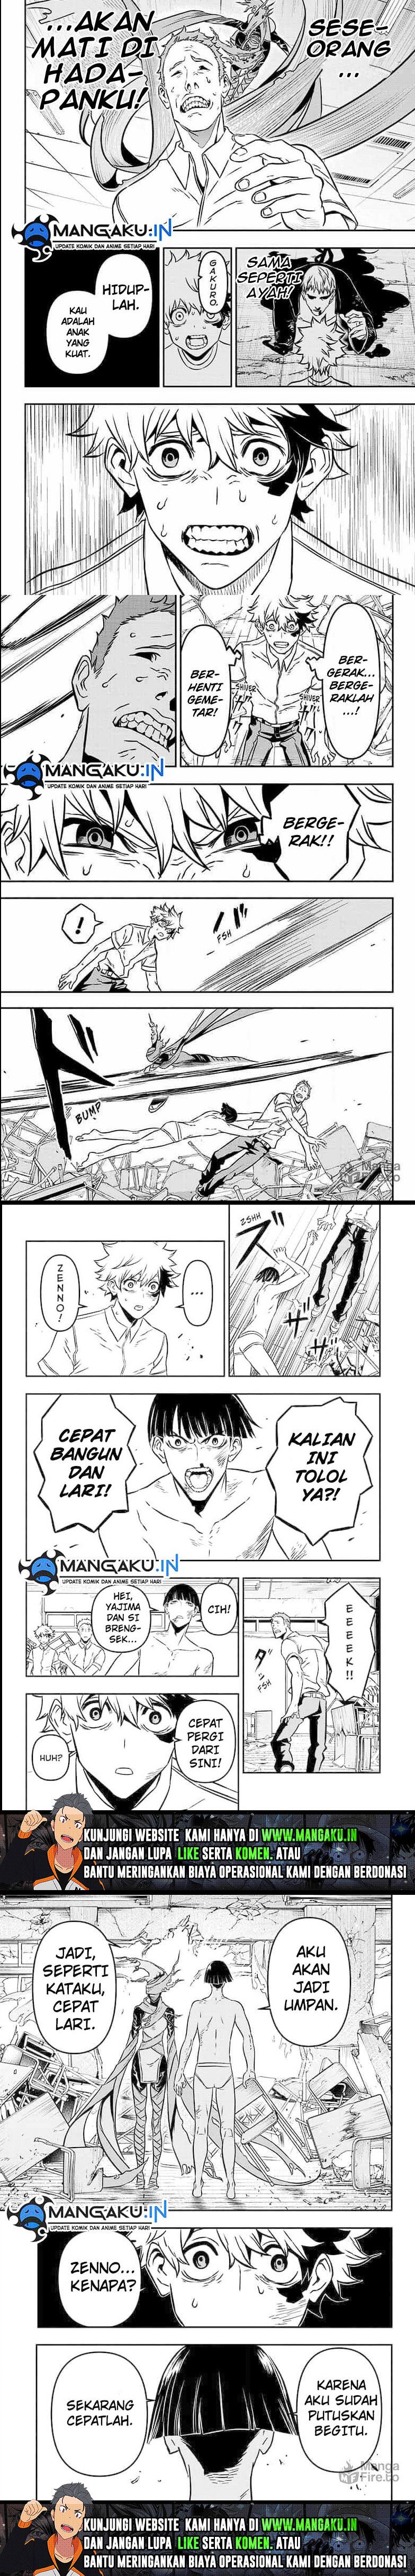 SESE-
ORANG
...
...AKAN
MATI DI
HADA-
PANKU!
MANGAKU.IN
UPDATE KOMIK DAN ANIME SETIAP HARI
SAMA
SEPERTI
AYAH!
GAKURO.
HIDUP-
LAH.
KAU
ADALAH
ANAK
YANG
KUAT.
BER-
GERAK...
BERGE-
RAKLAH
...!
SHIVER
SHIVER
BER-
HENTI
GEME-
TAR!
MANGAKU.IN
UPDATE KOMIK DAN ANIME SETIAP HARI
BERGE-
RAK!!
FSH
!
BUMP
Manga
Fire.to
ZSHH
...
ZENNO!
KALIAN
INI
TOLOL
YA?!
CEPAT
BANGUN
DAN
LARI!
MANGAKU.IN
UPDATE KOMIK DAN ANIME SETIAP HARI
EEEEK!!
FSH
CIH!
HEI,
YAJIMA
DAN SI
BRENG-
SEK...
CEPAT
PERGI
DARI
SINI!
HUH?
KUNJUNGI WEBSITE KAMI HANYA DI WWW.MANGAKU.IN
DAN JANGAN LUPA LIKE SERTA KOMEN. ATAU
BANTU MERINGANKAN BIAYA OPERASIONAL KAMI DENGAN BERDONASI
AKU
AKAN
JADI
UMPAN.
JADI,
SEPERTI
KATAKU,
CEPAT
LARI.
MANGAKU.IN
UPDATE KOMIK DAN ANIME SETIAP HARI
ZENNO...
KENAPA?
KARENA
AKU SUDAH
PUTUSKAN
BEGITU.
SEKARANG
CEPATLAH.
Manga
Fire.to
KUNJUNGI WEBSITE KAMI HANYA DI WWW.MANGAKU.IN
DAN JANGAN LUPA LIKE SERTA KOMEN. ATAU
BANTU MERINGANKAN BIAYA OPERASIONAL KAMI DENGAN BERDONASI